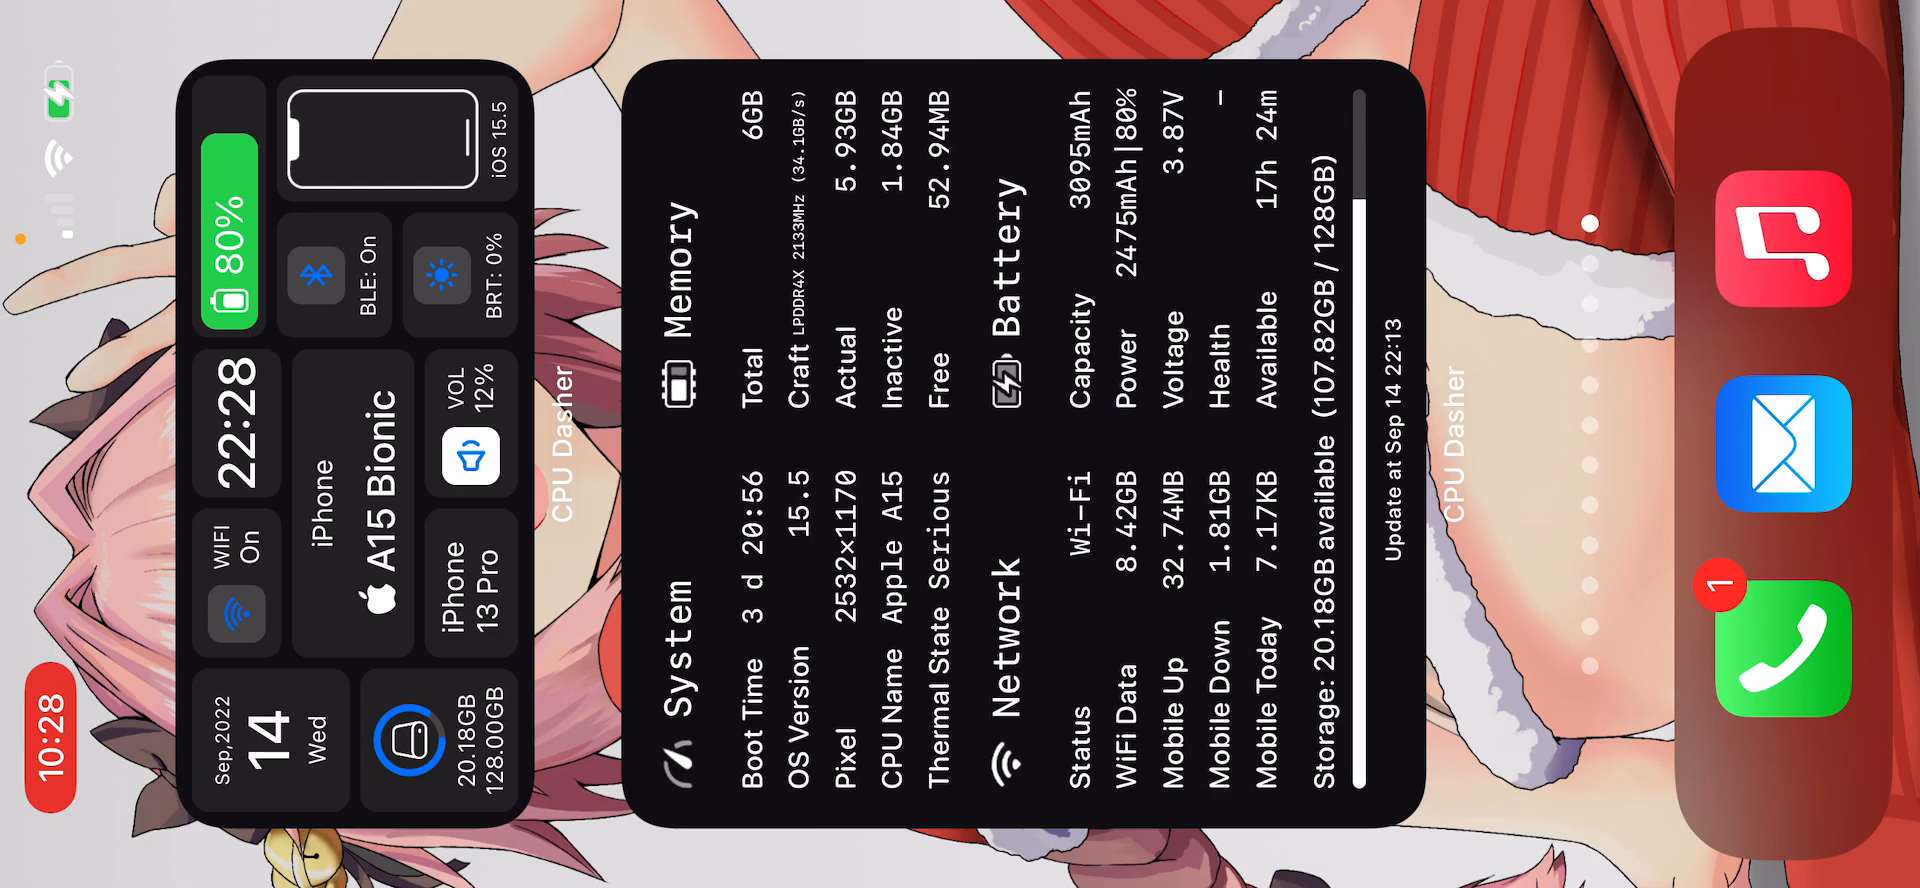 10:28
Sep,2022
14
Wed
WIFI
On
22:28
80%
iPhone
A15 Bionic
BLE: On
iOS 15.5
20.18GB
128.00GB
iPhone
13 Pro
VOL
12%
BRT: 0%
CPU Dasher
System
Boot Time 3 d 20:56
OS Version 15.5
Pixel 2532×1170
CPU Name Apple A15
Thermal State Serious
Memory
Total 6GB
Craft LPDDR4X 2133MHz (34.1GB/s)
Actual 5.93GB
Inactive 1.84GB
Free 52.94MB
Network
Status Wi-Fi
WiFi Data 8.42GB
Mobile Up 32.74MB
Mobile Down 1.81GB
Mobile Today 7.17KB
Battery
Capacity 3095mAh
Power 2475mAh|80%
Voltage 3.87V
Health –
Available 17h 24m
Storage: 20.18GB available (107.82GB / 128GB)
Update at Sep 14 22:13
CPU Dasher
1